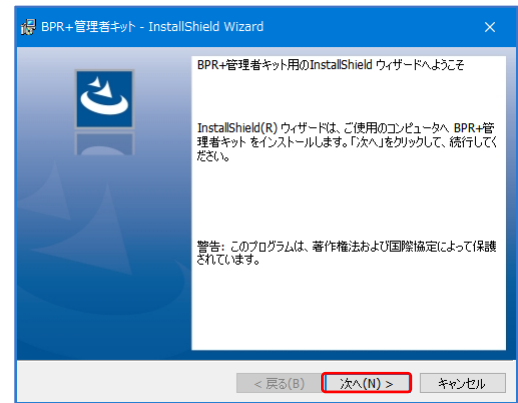 BPR+管理者キット - InstallShield Wizard
BPR+管理者キット用のInstallShield ウィザードへようこそ
InstallShield(R) ウィザードは、ご使用のコンピュータへ BPR+管
理者キット をインストールします。「次へ」をクリックして、続行してく
ださい。
警告: このプログラムは、著作権法および国際協定によって保護
されています。
< 戻る(B)
次へ(N) >
キャンセル